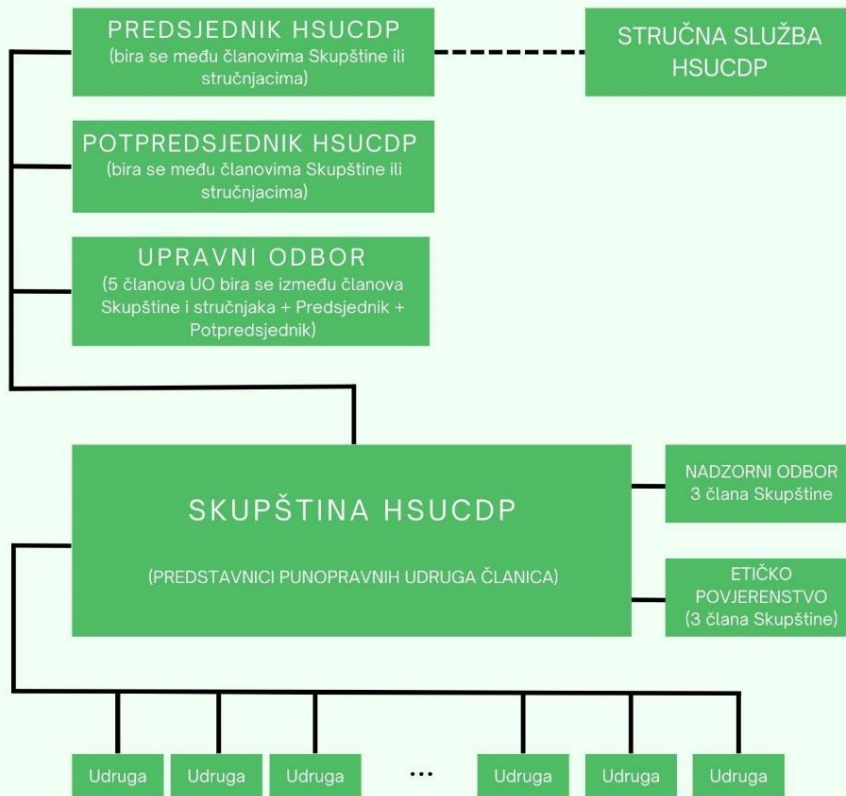 PREDSJEDNIK HSUCDP
(bira se među članovima Skupštine ili
stručnjacima)
STRUČNA SLUŽBA
HSUCDP
POTPREDSJEDNIK HSUCDP
(bira se među članovima Skupštine ili
stručnjacima)
UPRAVNI ODBOR
(5 članova UO bira se između članova
Skupštine i stručnjaka + Predsjednik +
Potpredsjednik)
SKUPŠTINA HSUCDP
(PREDSTAVNICI PUNOPRAVNIH UDRUGA ČLANICA)
NADZORNI ODBOR
3 člana Skupštine
ETIČKO
POVJERENSTVO
(3 člana Skupštine)
Udruga Udruga Udruga ... Udruga Udruga Udruga